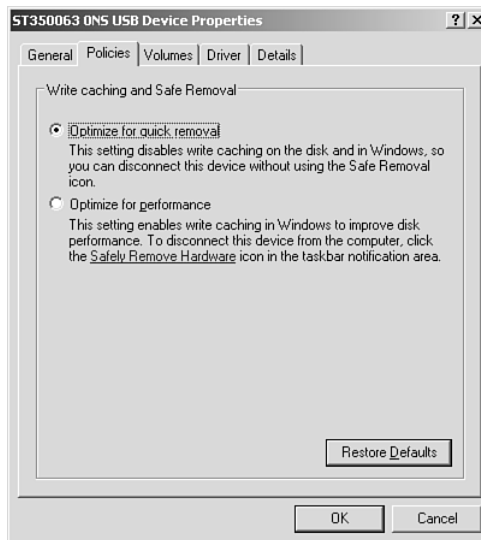 ST350063 0NS USB Device Properties
General Policies Volumes Driver Details
Write caching and Safe Removal
Optimize for quick removal
This setting disables write caching on the disk and in Windows, so
you can disconnect this device without using the Safe Removal
icon.
Optimize for performance
This setting enables write caching in Windows to improve disk
performance. To disconnect this device from the computer, click
the Safely Remove Hardware icon in the taskbar notification area.
Restore Defaults
OK Cancel